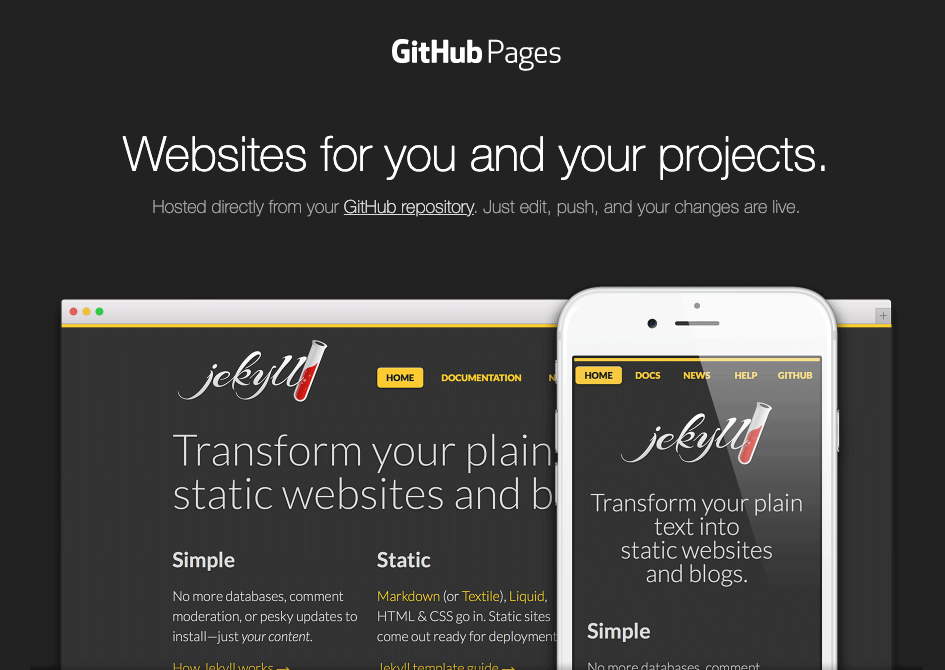 GitHub Pages
Websites for you and your projects.
Hosted directly from your GitHub repository. Just edit, push, and your changes are live.
jekyll
HOME
DOCUMENTATION
Transform your plain
static websites and b
Simple
No more databases, comment
moderation, or pesky updates to
install—just your content.
How Jekyll works →
Static
Markdown (or Textile), Liquid,
HTML & CSS go in. Static sites
come out ready for deployment
Jekyll template guide →
HOME DOCS NEWS HELP GITHUB
jekyll
Transform your plain
text into
static websites
and blogs.
Simple
No more databases, comment